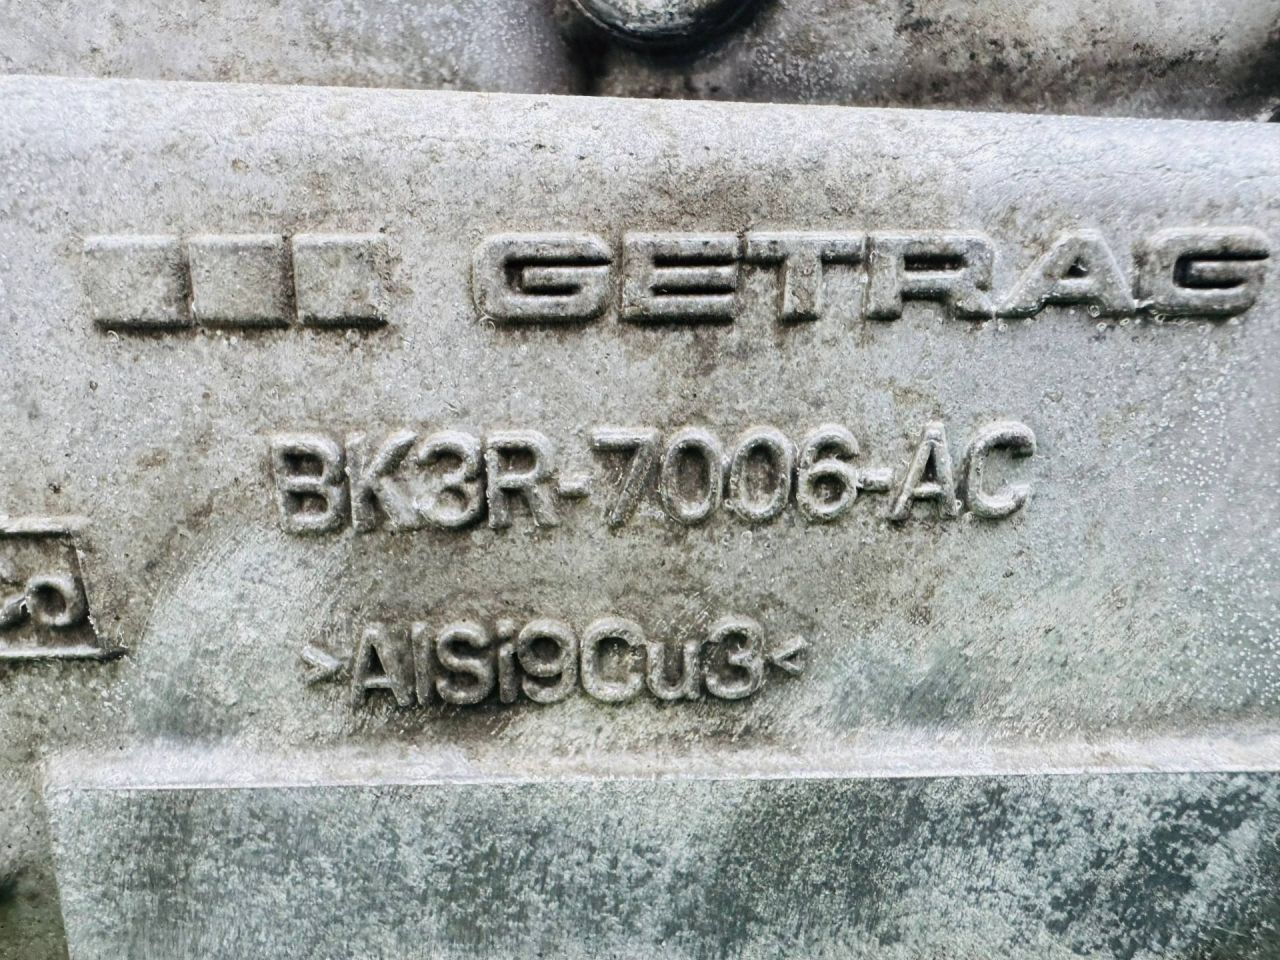 GETRAG
BK3R-7006-AC
>AlSi9Cu3<